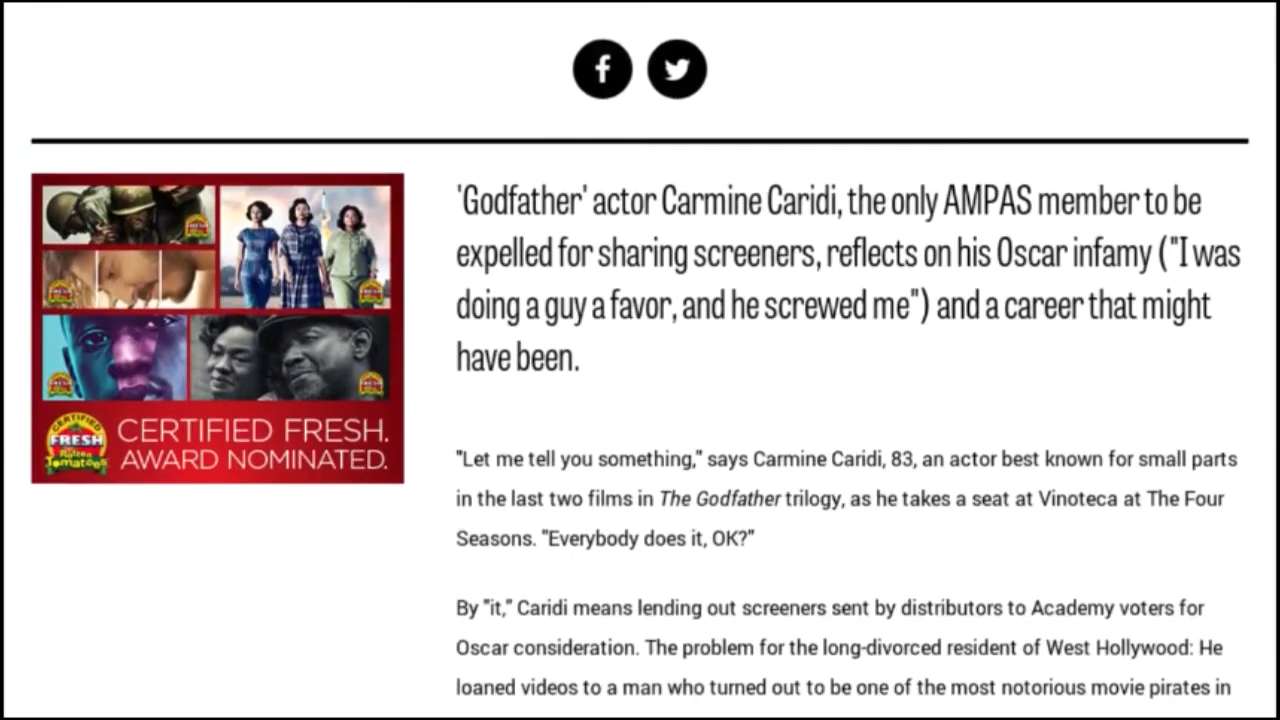 'Godfather' actor Carmine Caridi, the only AMPAS member to be
expelled for sharing screeners, reflects on his Oscar infamy ("I was
doing a guy a favor, and he screwed me") and a career that might
have been.
CERTIFIED
FRESH
Rotten
Tomatoes
CERTIFIED FRESH.
AWARD NOMINATED.
"Let me tell you something," says Carmine Caridi, 83, an actor best known for small parts
in the last two films in The Godfather trilogy, as he takes a seat at Vinoteca at The Four
Seasons. "Everybody does it, OK?"
By "it," Caridi means lending out screeners sent by distributors to Academy voters for
Oscar consideration. The problem for the long-divorced resident of West Hollywood: He
loaned videos to a man who turned out to be one of the most notorious movie pirates in